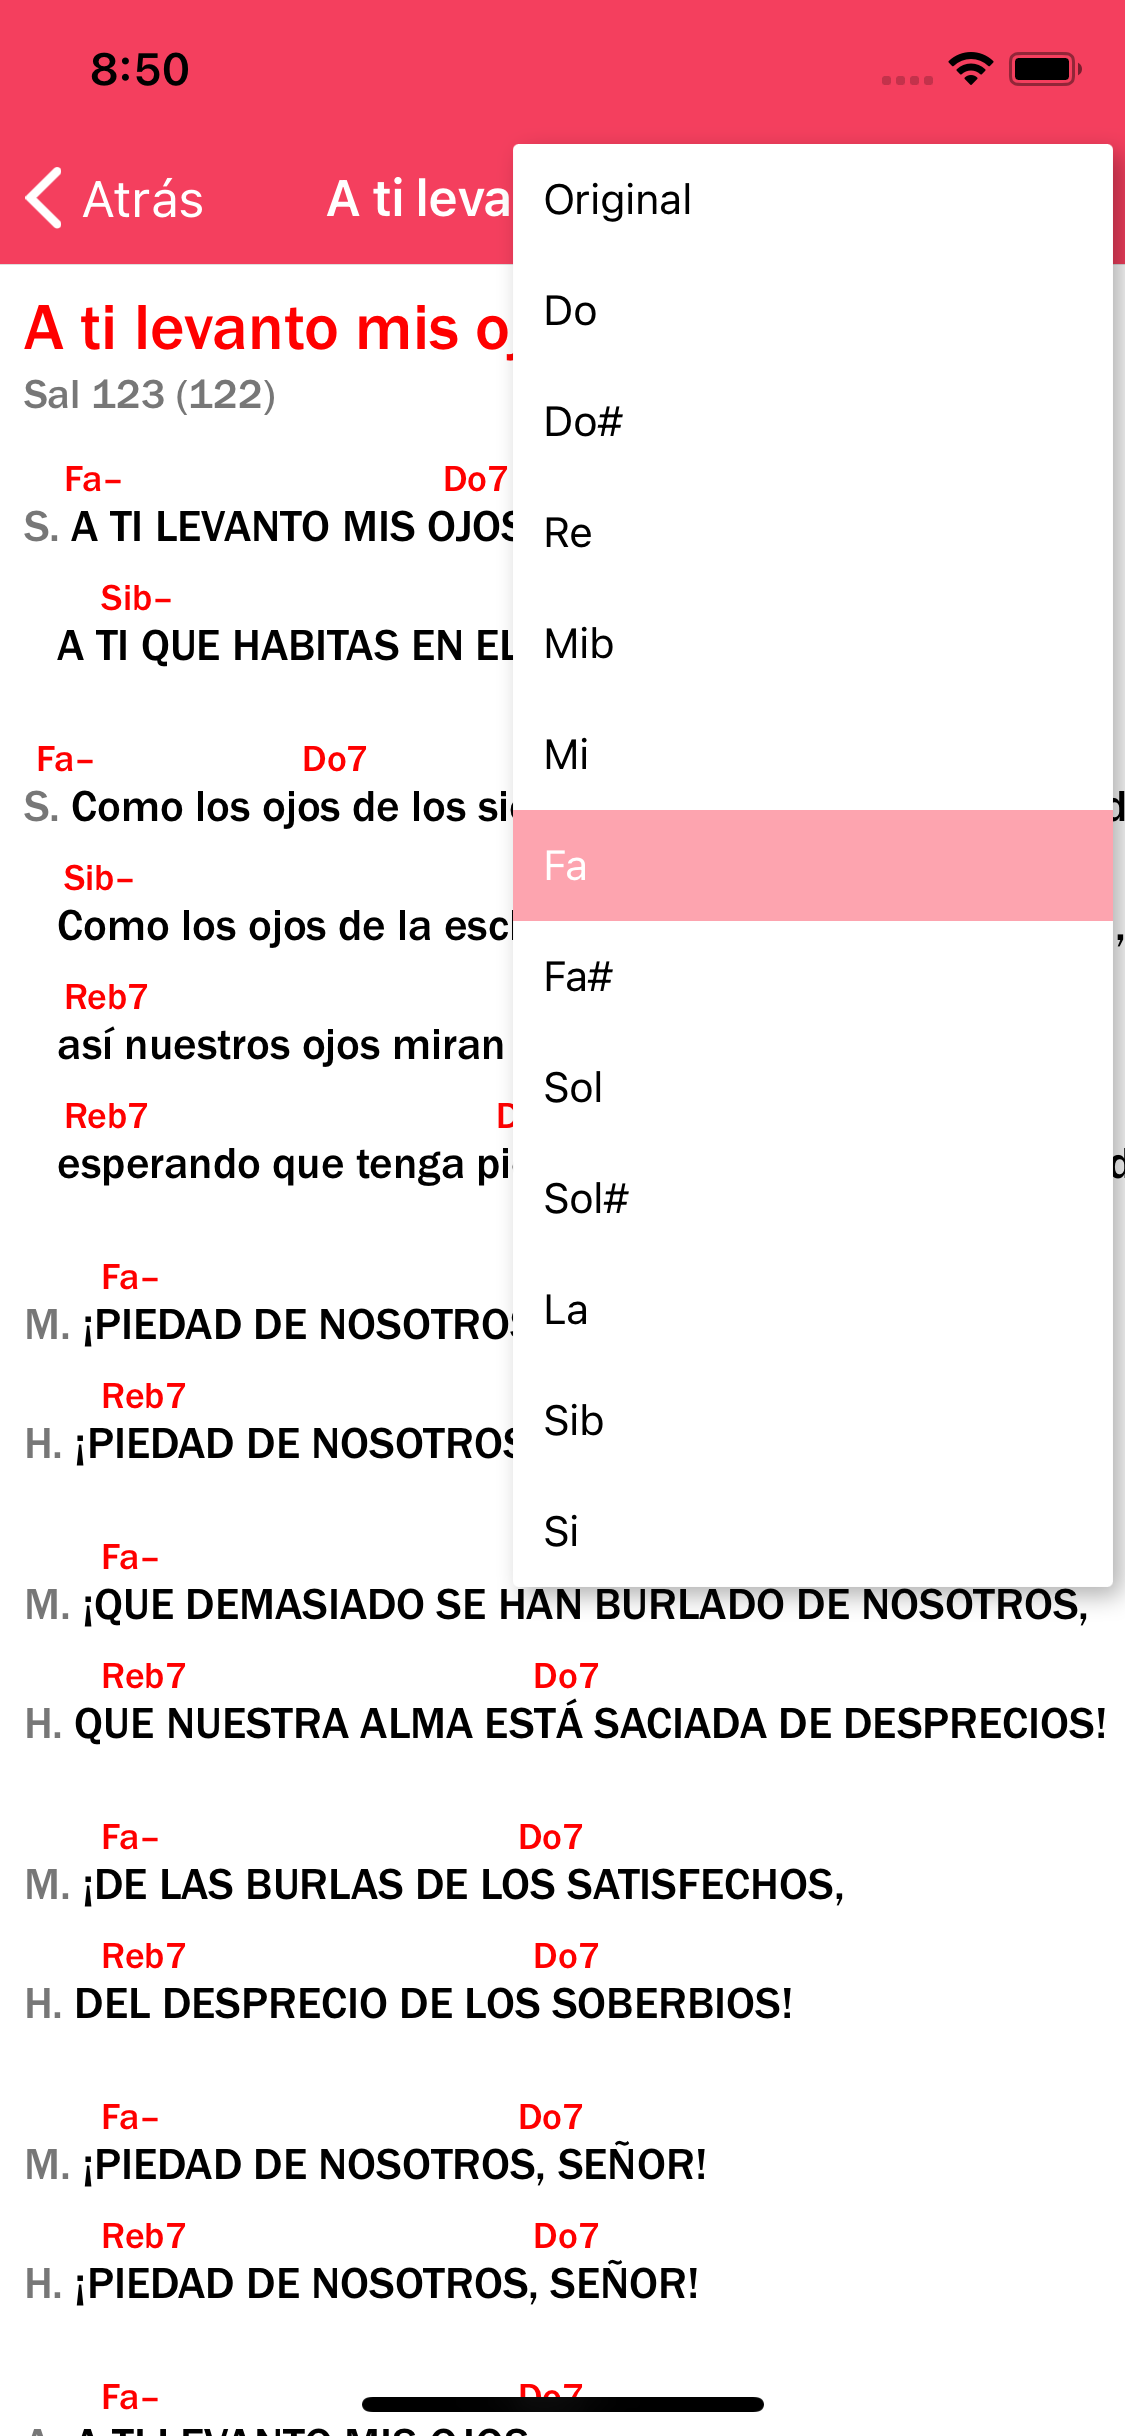 8:50
Atrás
A ti leva
Original
Do
Do#
Re
Mib
Mi
Fa
Fa#
Sol
Sol#
La
Sib
Si
A ti levanto mis
Sal 123 (122)
Fa- Do7
S. A TI LEVANTO MIS OJOS
Sib-
A TI QUE HABITAS EN EL
Fa- Do7
S. Como los ojos de los
Sib-
Como los ojos de la
Reb7
así nuestros ojos miran
Reb7
esperando que tenga
Fa-
M. ¡PIEDAD DE NOSOTROS
Reb7
H. ¡PIEDAD DE NOSOTROS
Fa-
M. ¡QUE DEMASIADO SE HAN BURLADO DE NOSOTROS,
Reb7 Do7
H. QUE NUESTRA ALMA ESTÁ SACIADA DE DESPRECIOS!
Fa- Do7
M. ¡DE LAS BURLAS DE LOS SATISFECHOS,
Reb7 Do7
H. DEL DESPRECIO DE LOS SOBERBIOS!
Fa- Do7
M. ¡PIEDAD DE NOSOTROS, SEÑOR!
Reb7 Do7
H. ¡PIEDAD DE NOSOTROS, SEÑOR!
Fa- Do7
A. A TI LEVANTO MIS OJOS